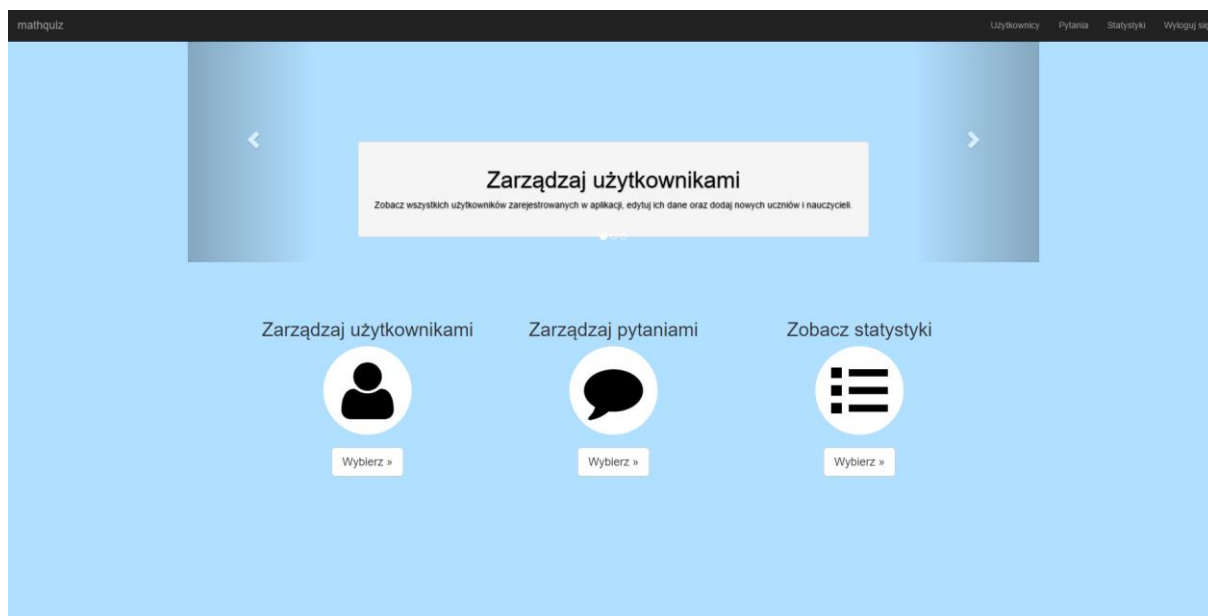 mathquiz
Użytkownicy Pytania Statystyki Wyloguj się
Zarządzaj użytkownikami
Zobacz wszystkich użytkowników zarejestrowanych w aplikacji, edytuj ich dane oraz dodaj nowych uczniów i nauczycieli.
Zarządzaj użytkownikami
Zarządzaj pytaniami
Zobacz statystyki
Wybierz »
Wybierz »
Wybierz »